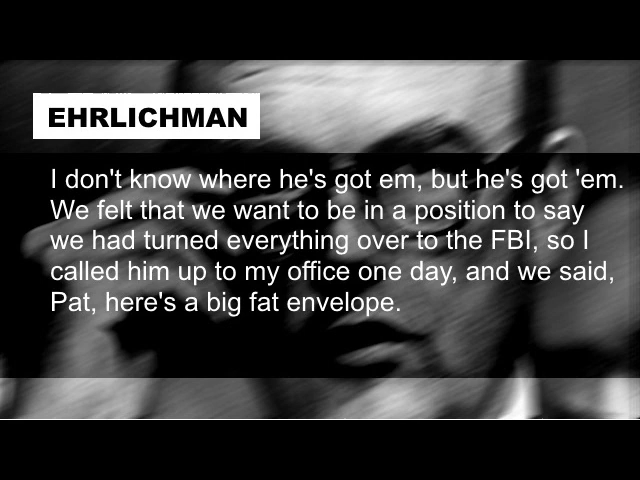 EHRLICHMAN
I don't know where he's got em, but he's got 'em.
We felt that we want to be in a position to say
we had turned everything over to the FBI, so I
called him up to my office one day, and we said,
Pat, here's a big fat envelope.